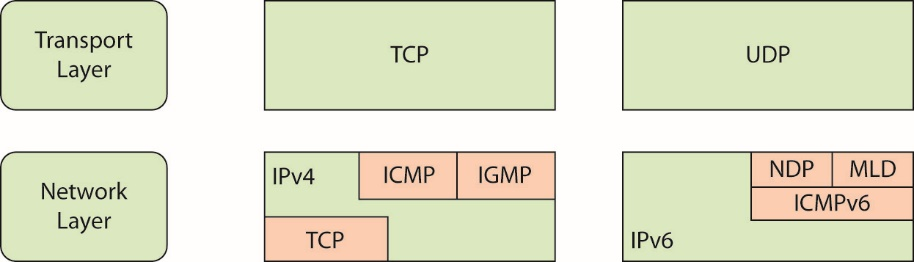 Transport
Layer
TCP
UDP
Network
Layer
IPv4
ICMP
IGMP
TCP
NDP
MLD
ICMPv6
IPv6